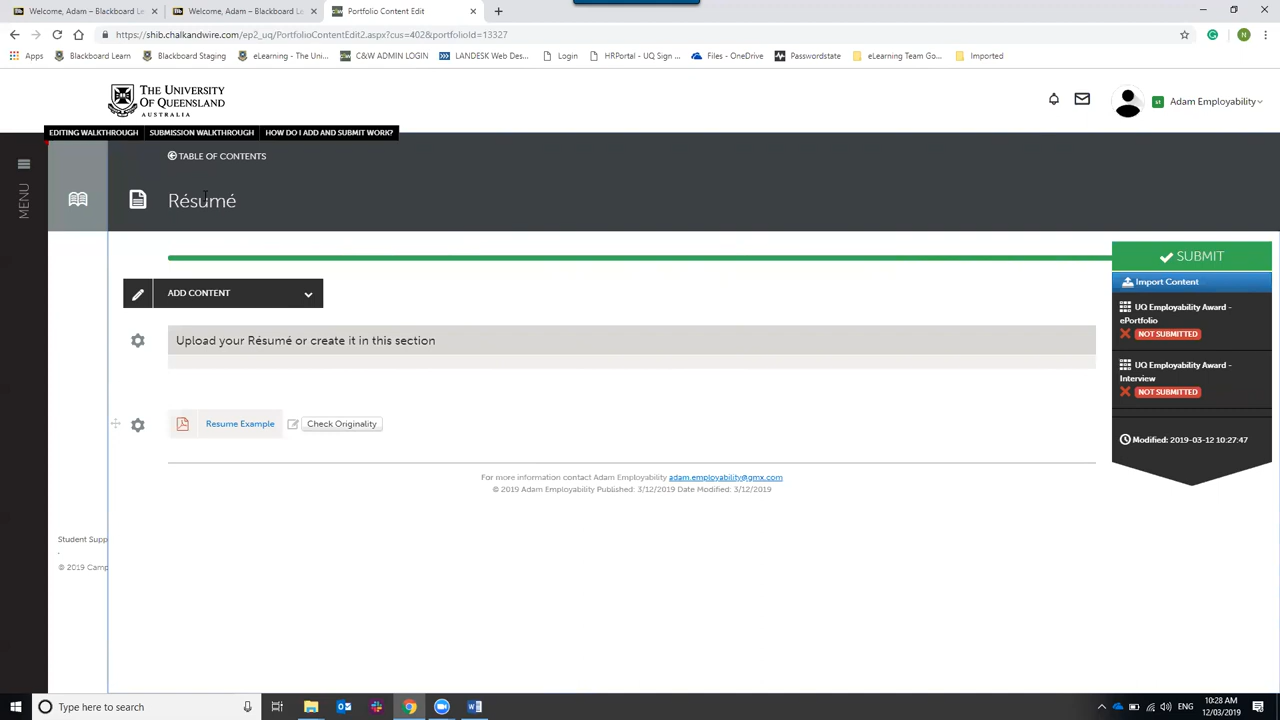 Welcome, Adam – Blackboard Le
Welcome, Adam – Blackboard Le
Portfolio Content Edit
https://shib.chalkandwire.com/ep2_uq/PortfolioContentEdit2.aspx?cus=402&portfolioId=13327
N
Apps
Blackboard Learn
Blackboard Staging
eLearning - The Uni...
C&W ADMIN LOGIN
LANDESK Web Des...
Login
HRPortal - UQ Sign ...
Files - OneDrive
Passwordstate
eLearning Team Go...
Imported
THE UNIVERSITY
OF QUEENSLAND
AUSTRALIA
Adam Employability
EDITING WALKTHROUGH
SUBMISSION WALKTHROUGH
HOW DO I ADD AND SUBMIT WORK?
MENU
TABLE OF CONTENTS
Résumé
SUBMIT
Import Content
UQ Employability Award -
ePortfolio
NOT SUBMITTED
UQ Employability Award -
Interview
NOT SUBMITTED
Modified: 2019-03-12 10:27:47
ADD CONTENT
Upload your Résumé or create it in this section
Resume Example
Check Originality
For more information contact Adam Employability adam.employability@gmx.com
© 2019 Adam Employability Published: 3/12/2019 Date Modified: 3/12/2019
Student Supp
© 2019 Camp
Type here to search
ENG
10:28 AM
12/03/2019